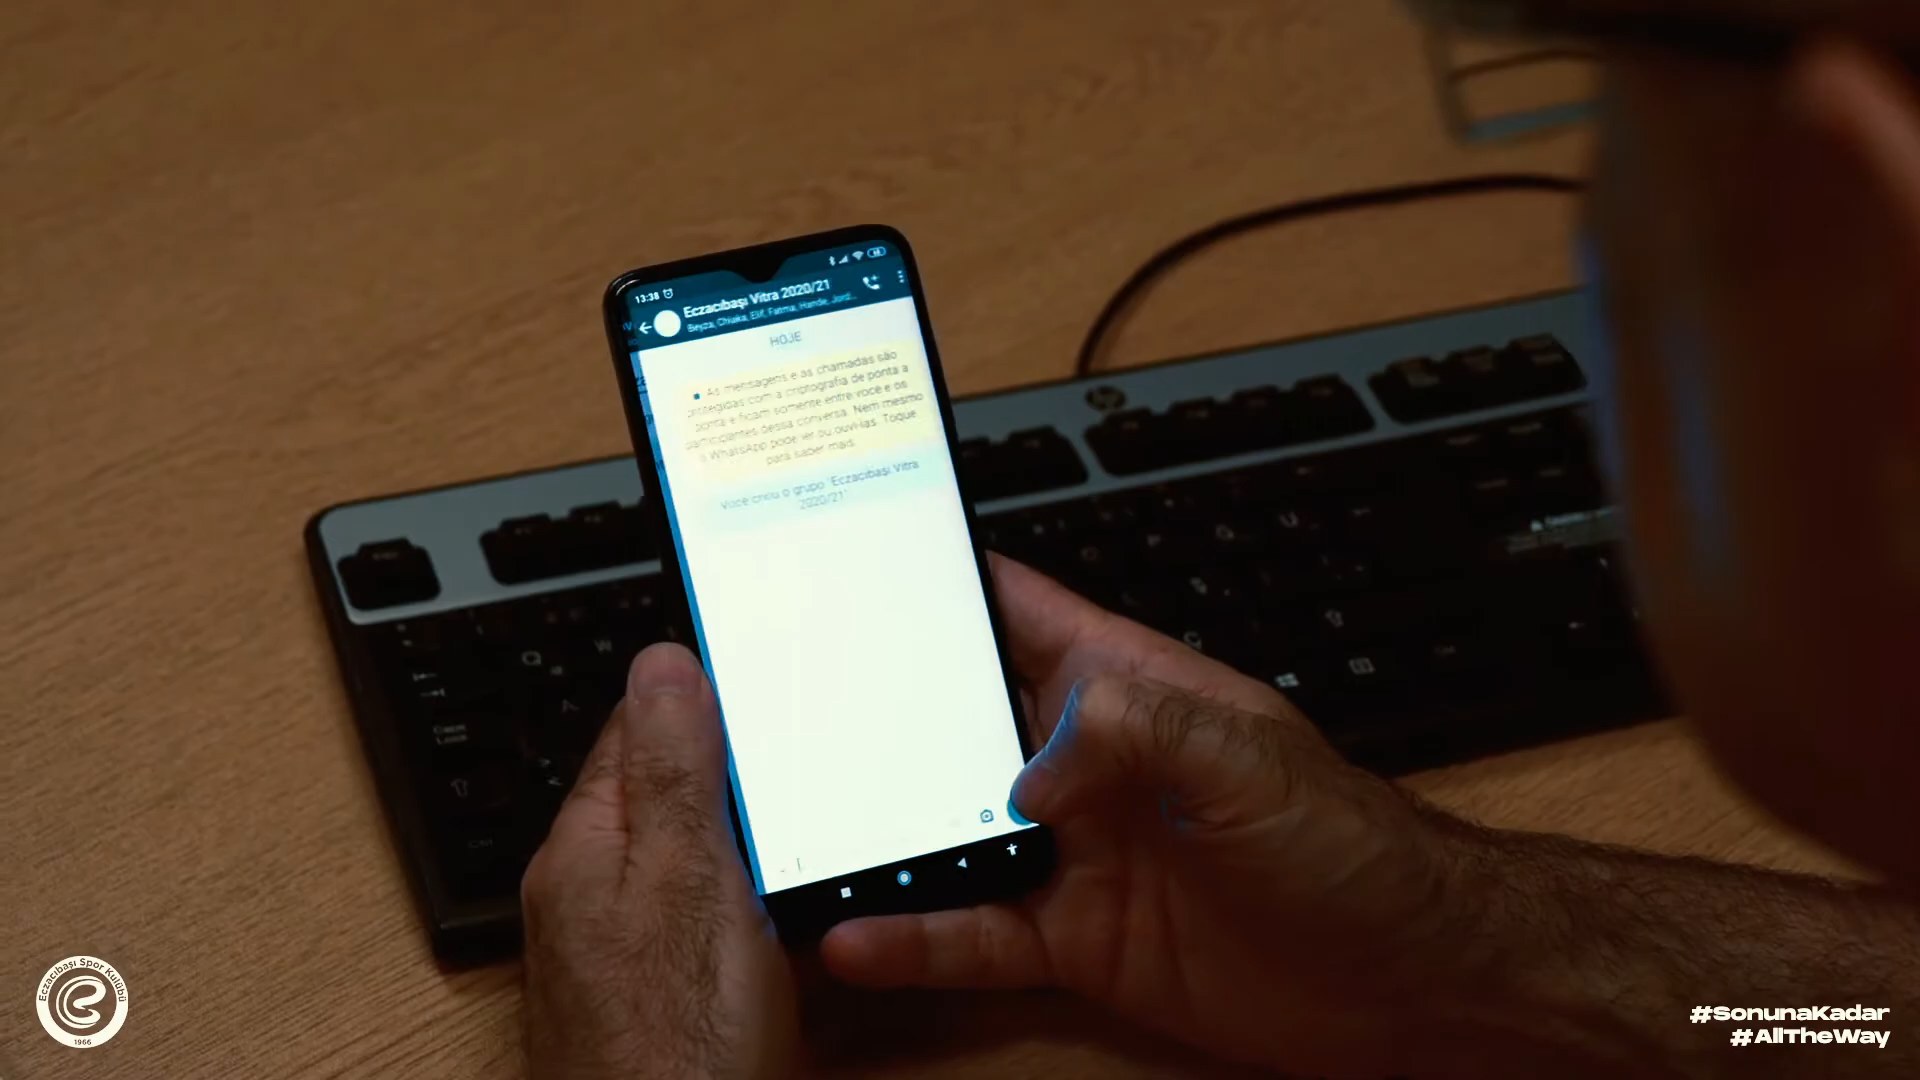 13:38
Eczacıbaşı Vitra 2020/21
Beyza, Chiaka, Elif, Fatma, Hande, Jord...
HOJE
As mensagens e as chamadas são
protegidas com a criptografia de ponta a
ponta e ficam somente entre você e os
participantes dessa conversa. Nem mesmo
o WhatsApp pode ler ou ouvi-las. Toque
para saber mais.
Você criou o grupo "Eczacıbaşı Vitra
2020/21"
hp
Q W
A
Caps
Lock
Eczacıbaşı Spor Kulübü
1966
#SonunaKadar
#AllTheWay